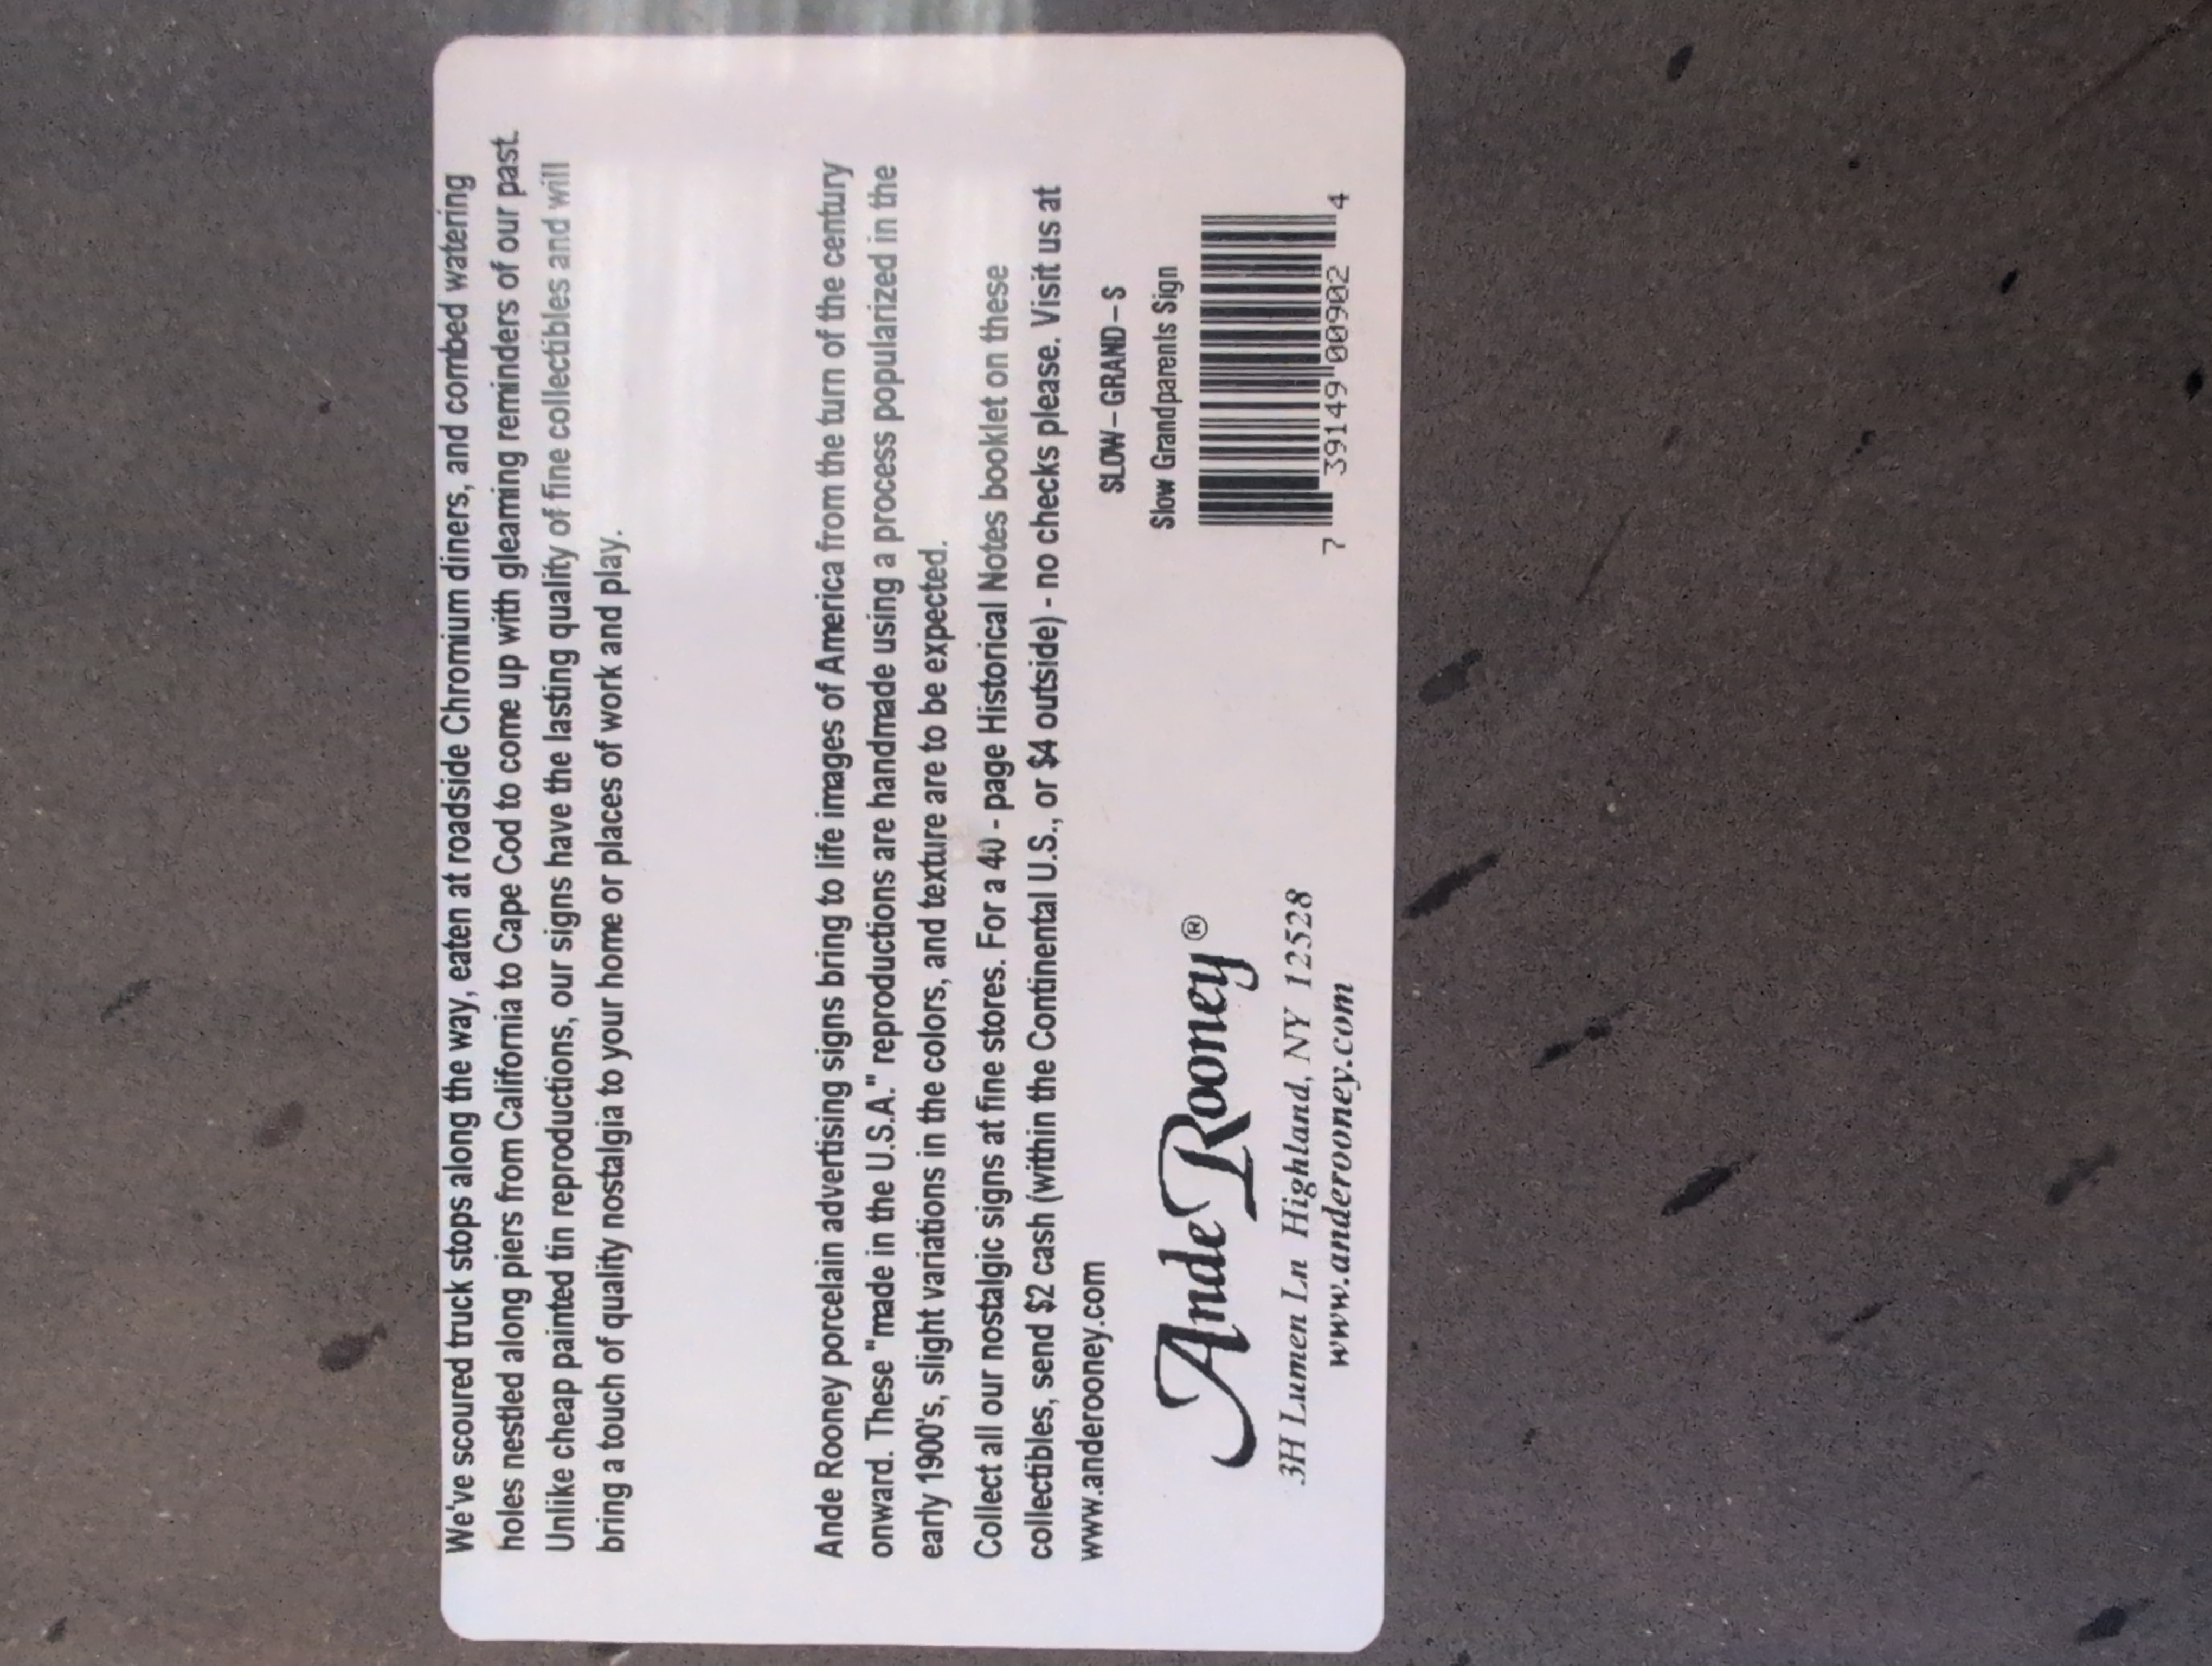 We've scoured truck stops along the way, eaten at roadside Chromium diners, and combed watering
holes nestled along piers from California to Cape Cod to come up with gleaming reminders of our past.
Unlike cheap painted tin reproductions, our signs have the lasting quality of fine collectibles and will
bring a touch of quality nostalgia to your home or places of work and play.
Ande Rooney porcelain advertising signs bring to life images of America from the turn of the century
onward. These "made in the U.S.A." reproductions are handmade using a process popularized in the
early 1900's, slight variations in the colors, and texture are to be expected.
Collect all our nostalgic signs at fine stores. For a 40 - page Historical Notes booklet on these
collectibles, send $2 cash (within the Continental U.S., or $4 outside) - no checks please. Visit us at
www.anderooney.com
Ande Rooney®
3H Lumen Ln Highland, NY 12528
www.anderooney.com
SLOW-GRAND-S
Slow Grandparents Sign
7 39149 00902 4